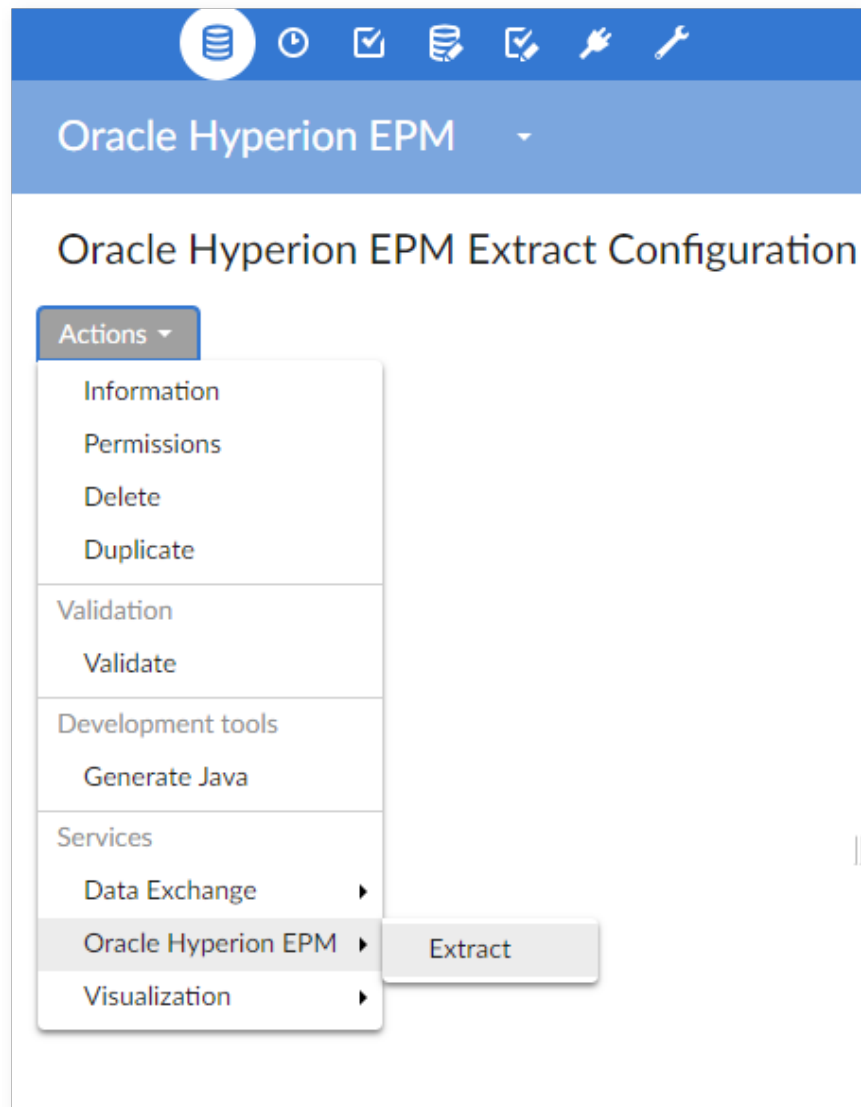 Oracle Hyperion EPM
Oracle Hyperion EPM Extract Configuration
Actions
Information
Permissions
Delete
Duplicate
Validation
Validate
Development tools
Generate Java
Services
Data Exchange
Oracle Hyperion EPM
Extract
Visualization